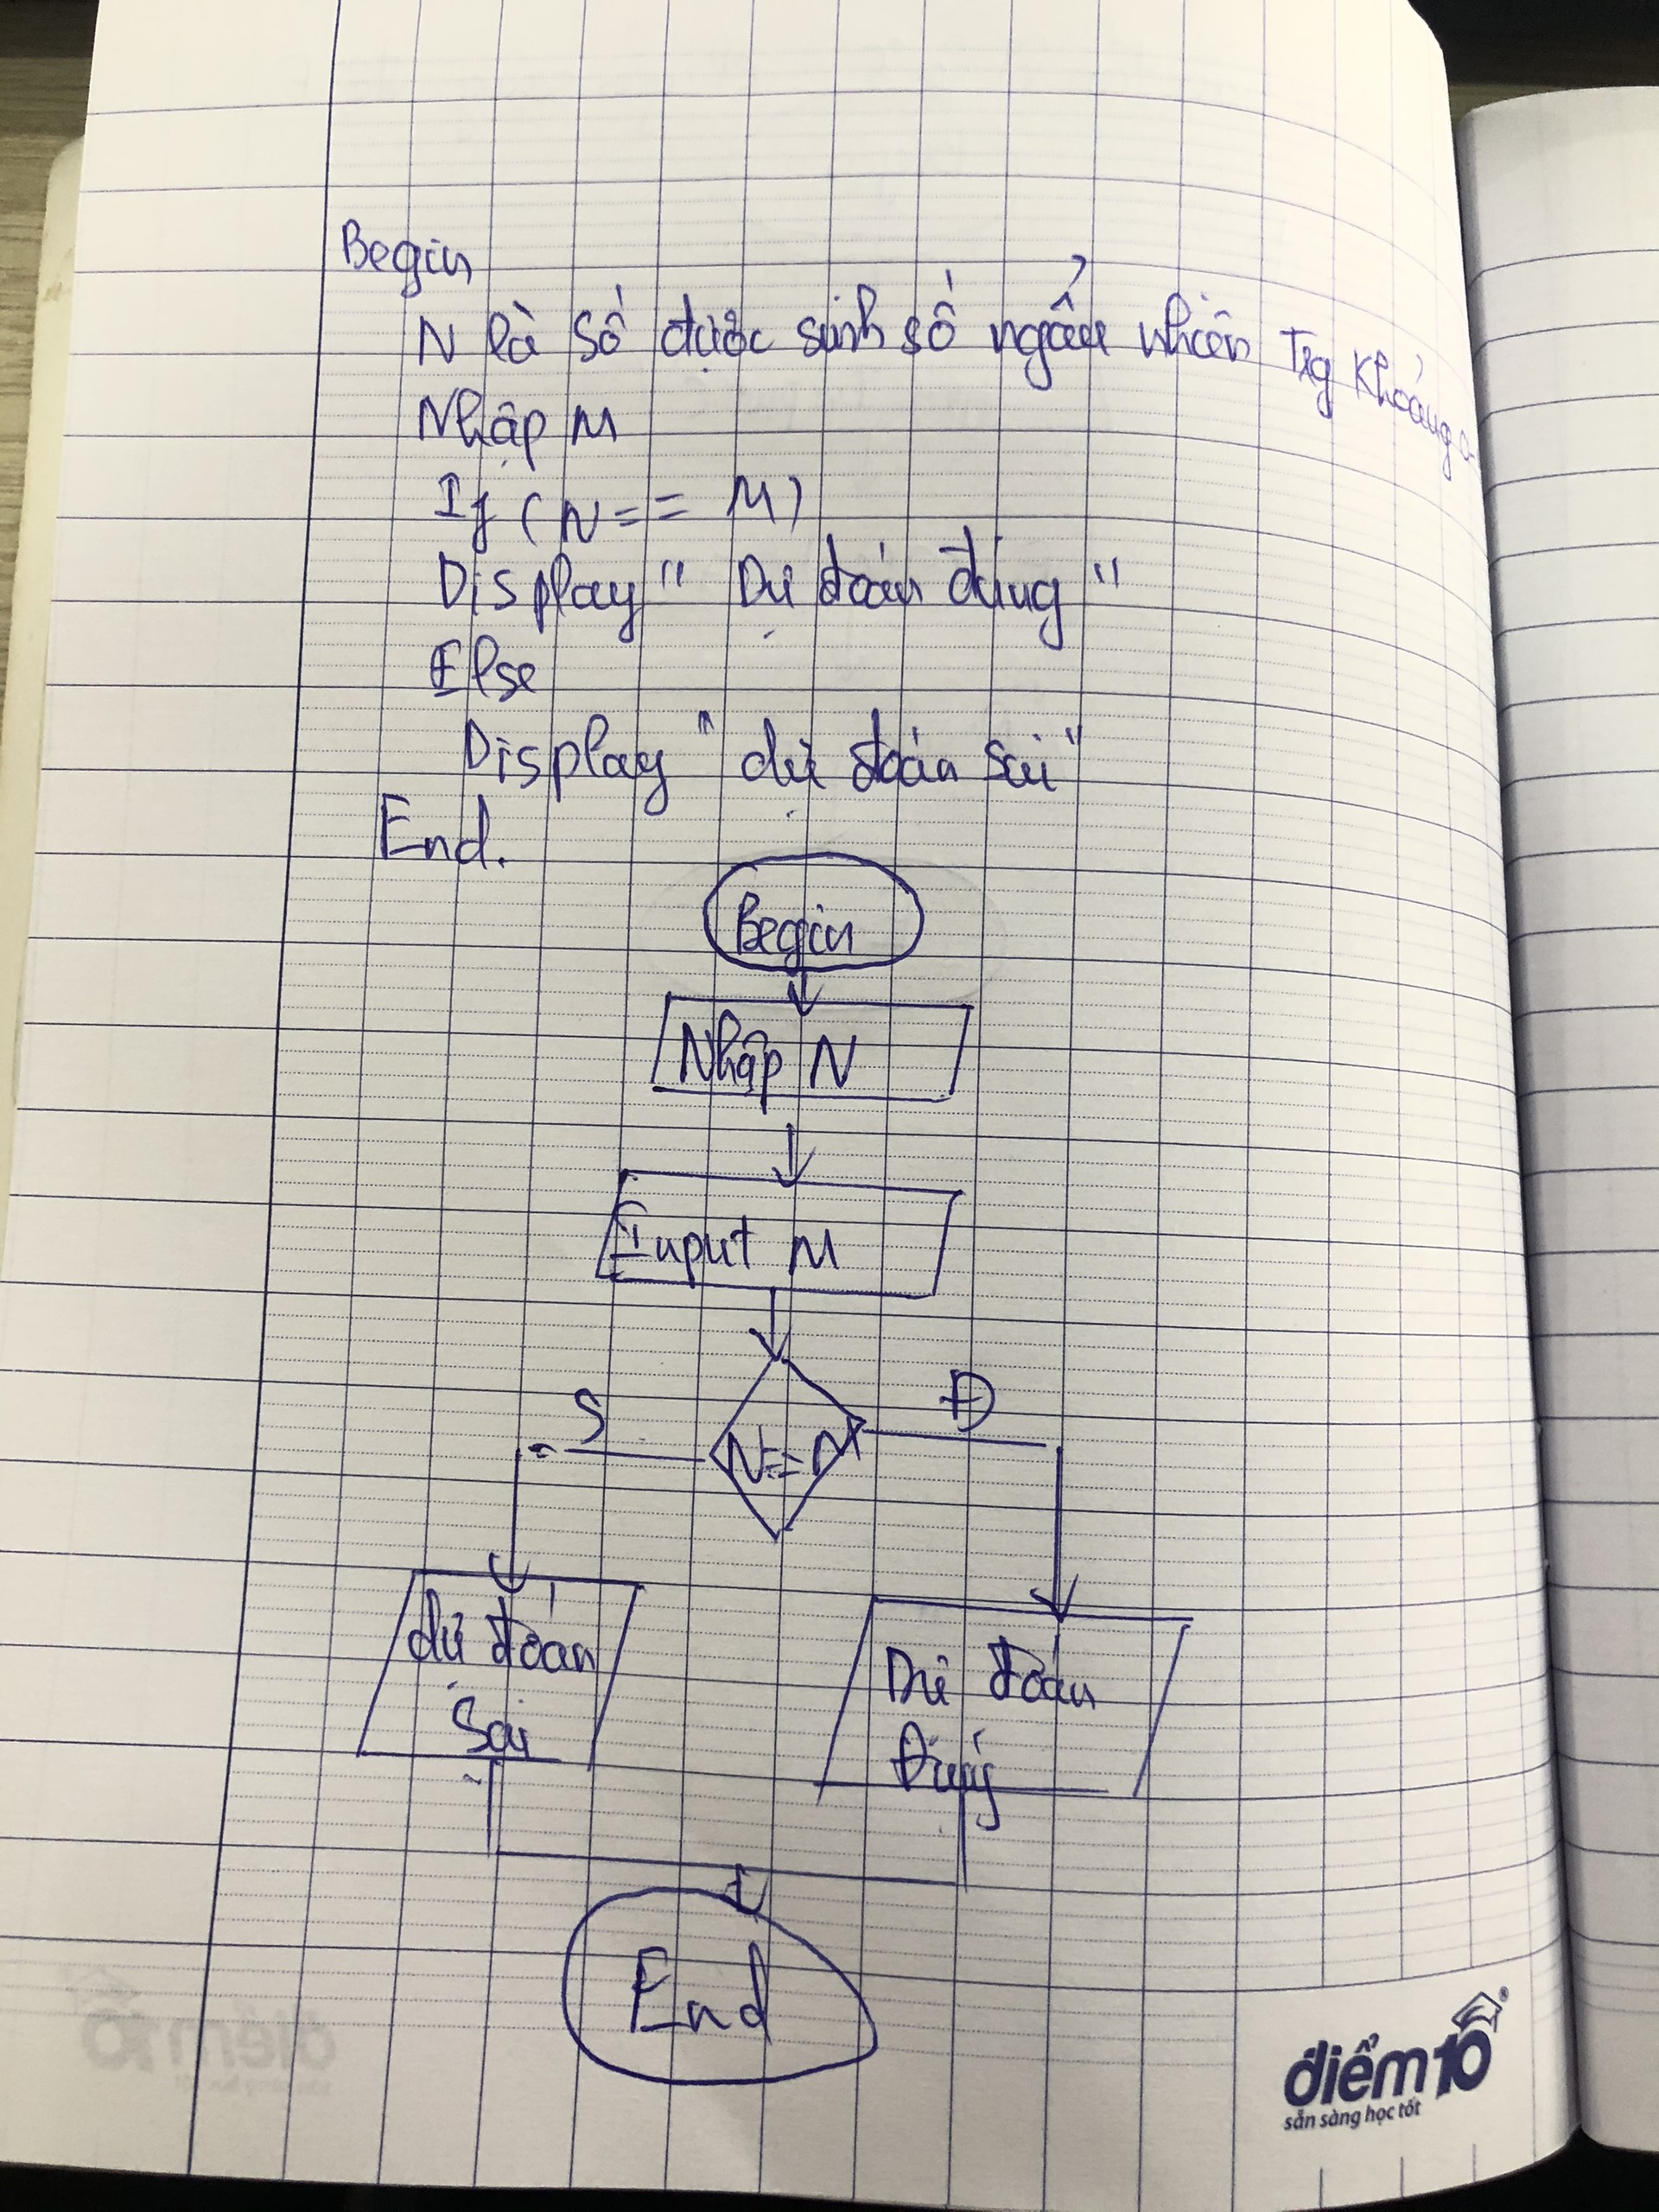 Begin
N là số được sinh số ngẫu nhiên Trg khoảng
Nhập M
If (N == M)
Display " Dự đoán đúng "
Else
Display " dự đoán sai "
End.
Begin
Nhập N
Input M
S
Đ
N==M
dự đoán
Sai
Dự đoán
Đúng
End
điểm10
sẵn sàng học tốt